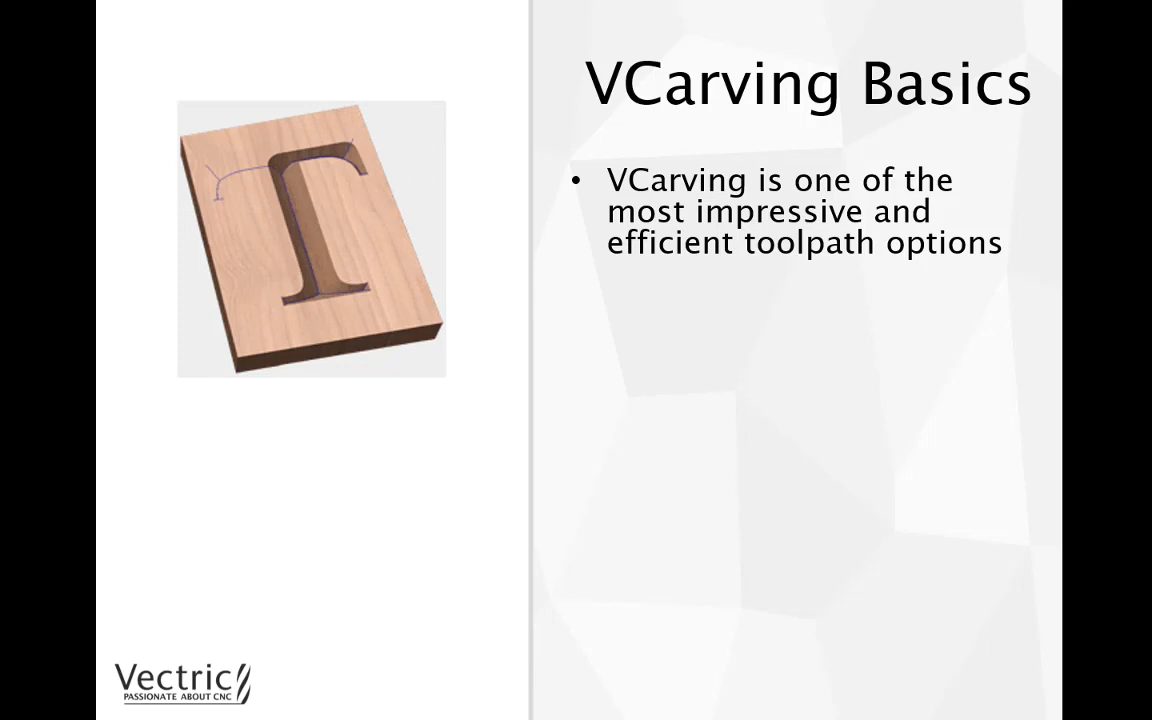 VCarving Basics
• VCarving is one of the
most impressive and
efficient toolpath options
Vectric
PASSIONATE ABOUT CNC